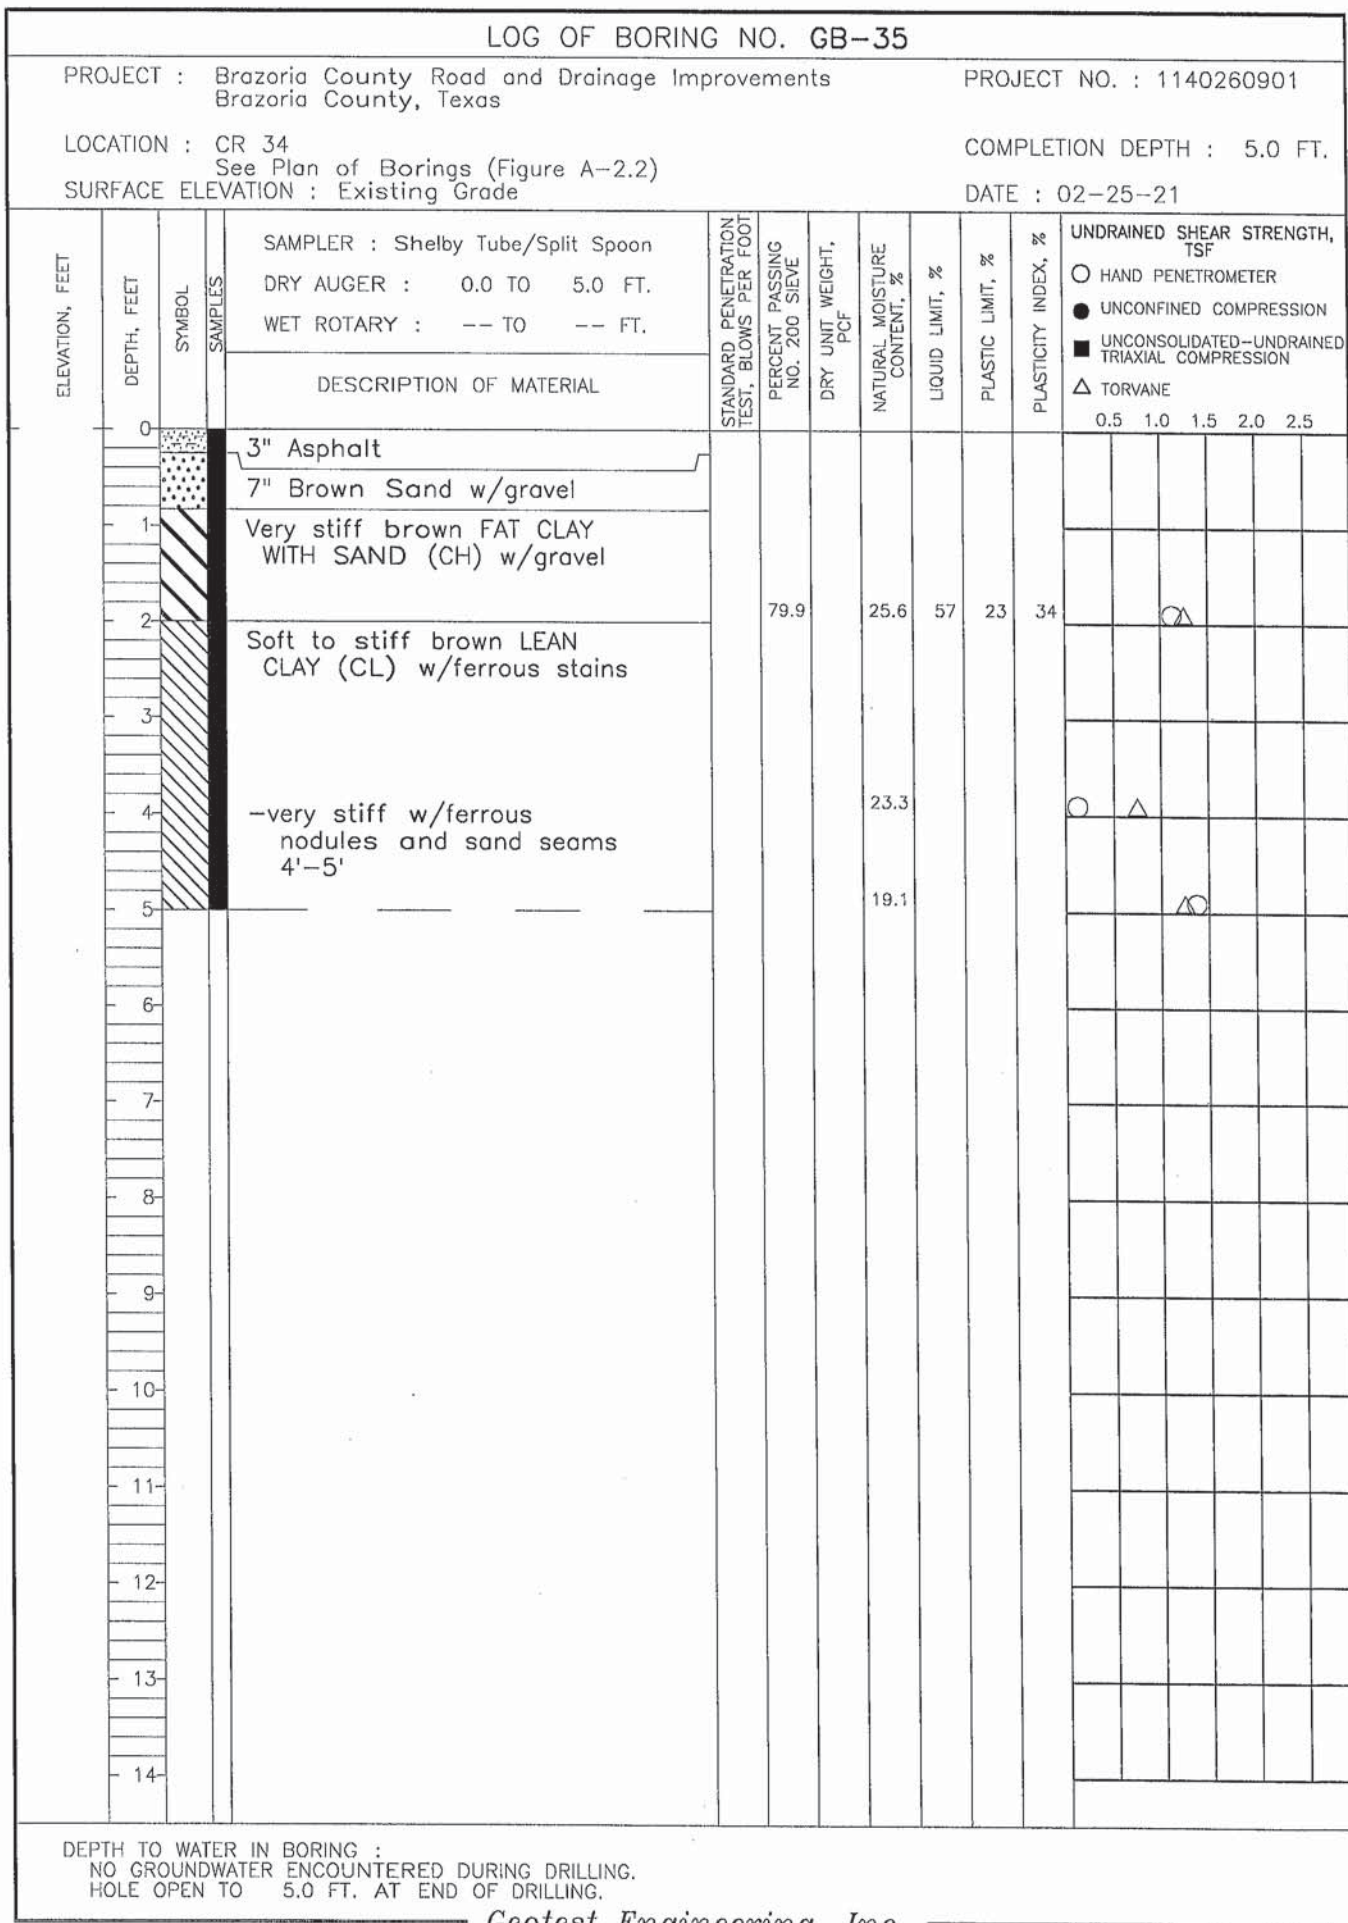 LOG OF BORING NO. GB-35
PROJECT : Brazoria County Road and Drainage Improvements
Brazoria County, Texas
PROJECT NO. : 1140260901
LOCATION : CR 34
See Plan of Borings (Figure A-2.2)
COMPLETION DEPTH : 5.0 FT.
SURFACE ELEVATION : Existing Grade
DATE : 02-25-21
ELEVATION, FEET
DEPTH, FEET
SYMBOL
SAMPLES
SAMPLER : Shelby Tube/Split Spoon
DRY AUGER : 0.0 TO 5.0 FT.
WET ROTARY : -- TO -- FT.
DESCRIPTION OF MATERIAL
STANDARD PENETRATION
TEST, BLOWS PER FOOT
PERCENT PASSING
NO. 200 SIEVE
DRY UNIT WEIGHT,
PCF
NATURAL MOISTURE
CONTENT, %
LIQUID LIMIT, %
PLASTIC LIMIT, %
PLASTICITY INDEX, %
UNDRAINED SHEAR STRENGTH,
TSF
HAND PENETROMETER
UNCONFINED COMPRESSION
UNCONSOLIDATED-UNDRAINED
TRIAXIAL COMPRESSION
TORVANE
0.5 1.0 1.5 2.0 2.5
0
3" Asphalt
7" Brown Sand w/gravel
1
Very stiff brown FAT CLAY
WITH SAND (CH) w/gravel
2
79.9 25.6 57 23 34
Soft to stiff brown LEAN
CLAY (CL) w/ferrous stains
3
4
23.3
-very stiff w/ferrous
nodules and sand seams
4'-5'
5
19.1
6
7
8
9
10
11
12
13
14
DEPTH TO WATER IN BORING :
NO GROUNDWATER ENCOUNTERED DURING DRILLING.
HOLE OPEN TO 5.0 FT. AT END OF DRILLING.
Geotest Engineering, Inc.